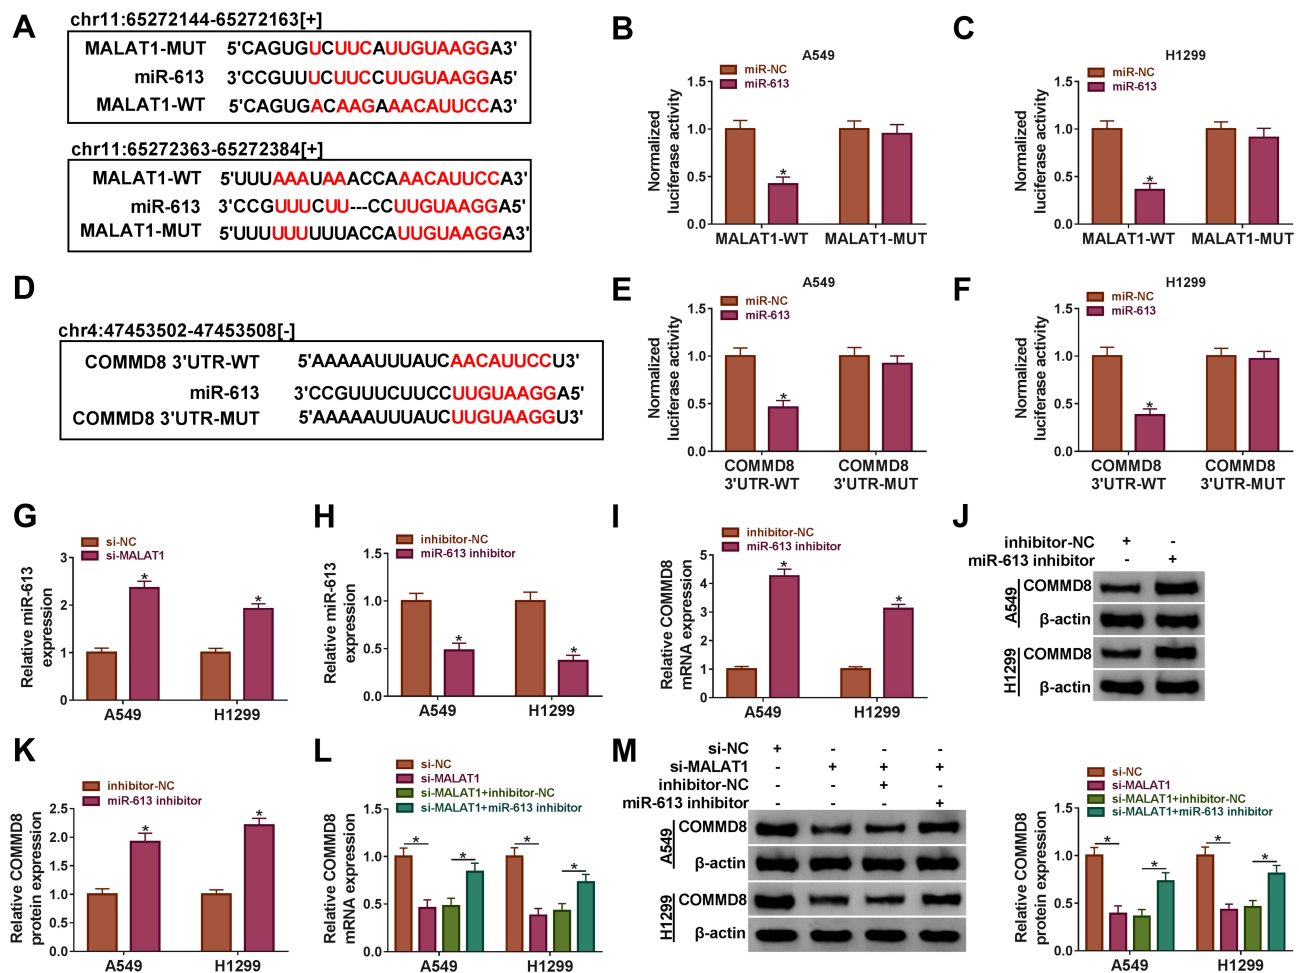 A
chr11:65272144-65272163[+]
MALAT1-MUT 5'CAGUGUCUUCAUUGUAAGGA3'
miR-613 3'CCGUUUCUUCCUUGUAAGGA5'
MALAT1-WT 5'CAGUGACAAGAAACAUUCCA3'
chr11:65272363-65272384[+]
MALAT1-WT 5'UUUAAAUAAACCAAACAUUCCA3'
miR-613 3'CCGUUUCUU---CCUUGUAAGGA5'
MALAT1-MUT 5'UUUUUUUUUACCAUUGUAAGGA3'
B
A549
miR-NC
miR-613
Normalized
luciferase activity
1.5
1.0
0.5
0.0
*
MALAT1-WT MALAT1-MUT
C
H1299
miR-NC
miR-613
Normalized
luciferase activity
1.5
1.0
0.5
0.0
*
MALAT1-WT MALAT1-MUT
D
chr4:47453502-47453508[-]
COMMD8 3'UTR-WT 5'AAAAAUUUAUCAACAUUCCU3'
miR-613 3'CCGUUUCUUCCUUGUAAGGA5'
COMMD8 3'UTR-MUT 5'AAAAAUUUAUCUUGUAAGGU3'
E
A549
miR-NC
miR-613
Normalized
luciferase activity
1.5
1.0
0.5
0.0
*
COMMD8 COMMD8
3'UTR-WT 3'UTR-MUT
F
H1299
miR-NC
miR-613
Normalized
luciferase activity
1.5
1.0
0.5
0.0
*
COMMD8 COMMD8
3'UTR-WT 3'UTR-MUT
G
si-NC
si-MALAT1
Relative miR-613
expression
3
2
1
0
* *
A549 H1299
H
inhibitor-NC
miR-613 inhibitor
Relative miR-613
expression
1.5
1.0
0.5
0.0
* *
A549 H1299
I
inhibitor-NC
miR-613 inhibitor
Relative COMMD8
mRNA expression
5
4
3
2
1
0
* *
A549 H1299
J
inhibitor-NC + -
miR-613 inhibitor - +
A549
COMMD8
β-actin
H1299
COMMD8
β-actin
K
inhibitor-NC
miR-613 inhibitor
Relative COMMD8
protein expression
2.5
2.0
1.5
1.0
0.5
0.0
* *
A549 H1299
L
si-NC
si-MALAT1
si-MALAT1+inhibitor-NC
si-MALAT1+miR-613 inhibitor
Relative COMMD8
mRNA expression
1.5
1.0
0.5
0.0
* * * *
A549 H1299
M
si-NC + - - -
si-MALAT1 - + + +
inhibitor-NC - - + -
miR-613 inhibitor - - - +
A549
COMMD8
β-actin
H1299
COMMD8
β-actin
si-NC
si-MALAT1
si-MALAT1+inhibitor-NC
si-MALAT1+miR-613 inhibitor
Relative COMMD8
protein expression
1.5
1.0
0.5
0.0
* * * *
A549 H1299